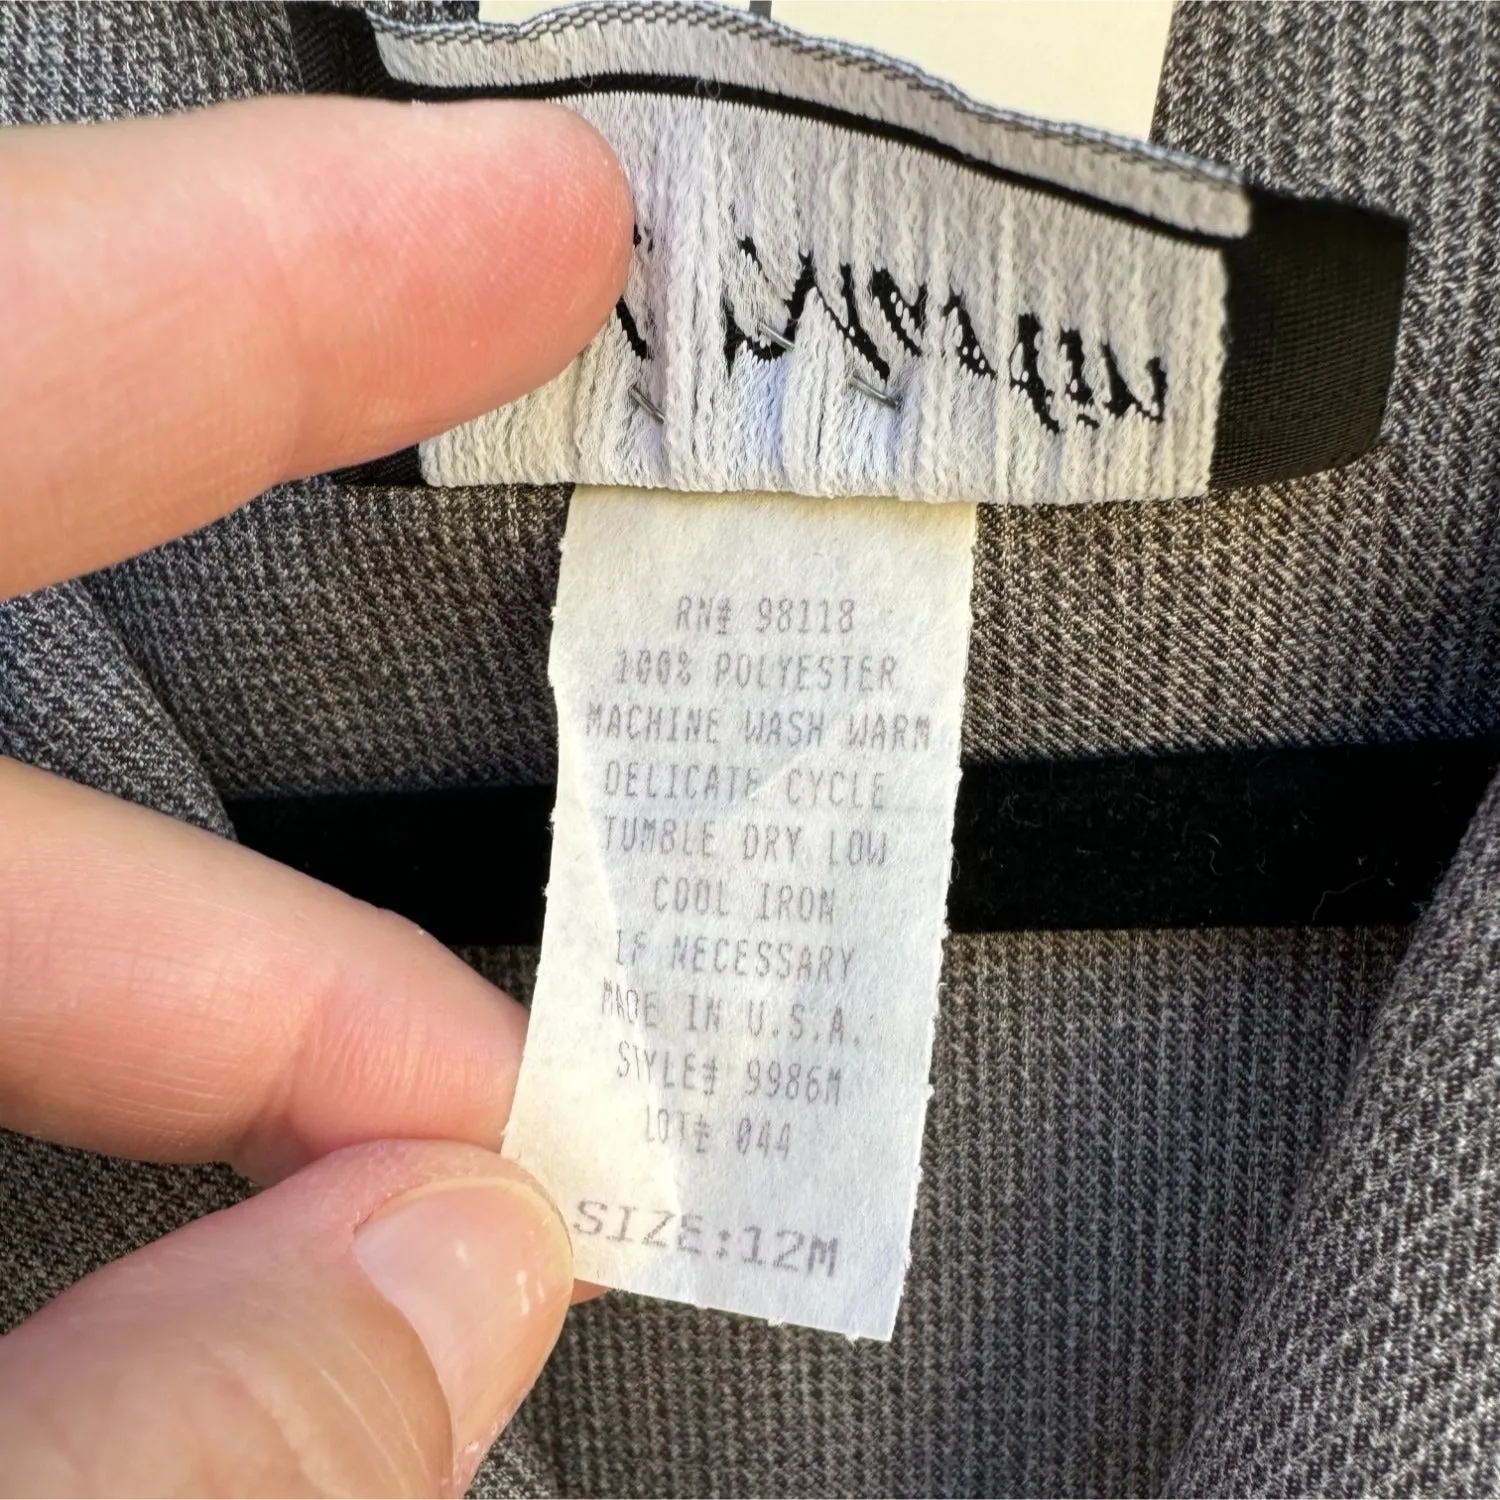 RN# 98118
100% POLYESTER
MACHINE WASH WARM
DELICATE CYCLE
TUMBLE DRY LOW
COOL IRON
IF NECESSARY
MADE IN U.S.A.
STYLE# 9986M
LOT# 044
SIZE:12M